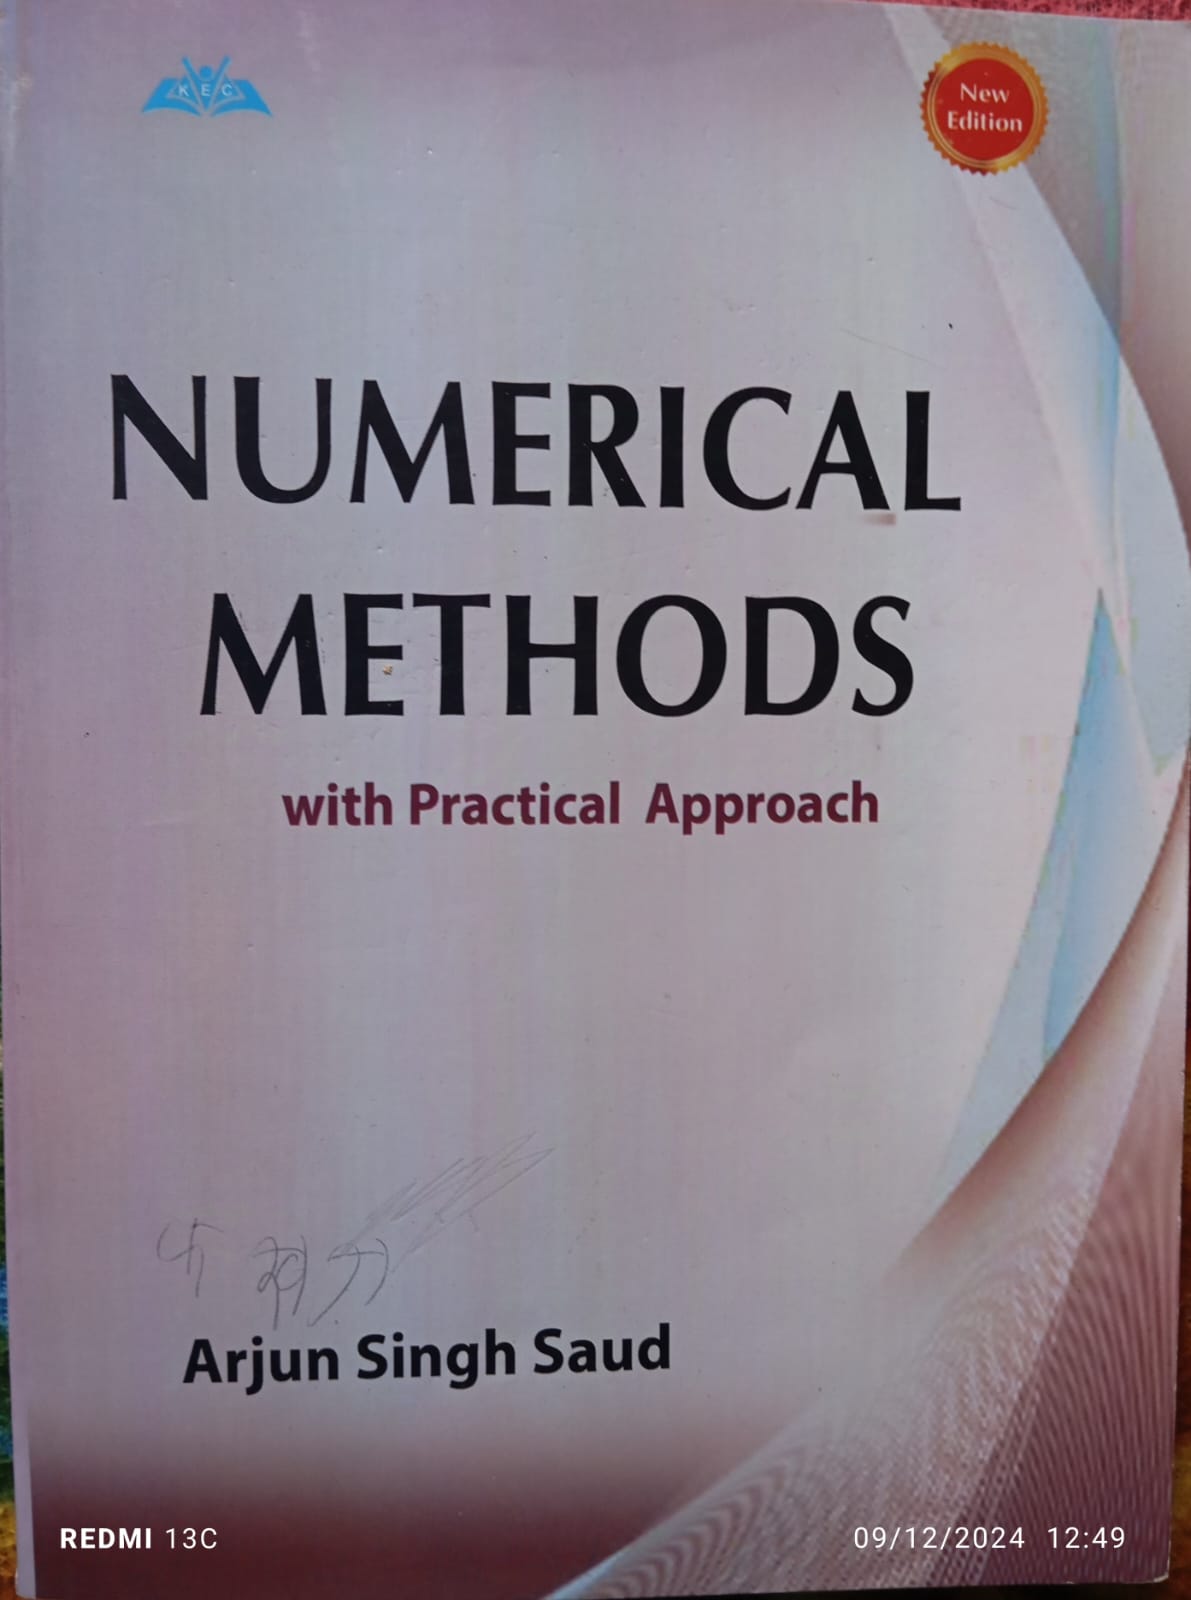 KEC
New
Edition
NUMERICAL
METHODS
with Practical Approach
Arjun Singh Saud
REDMI 13C
09/12/2024 12:49